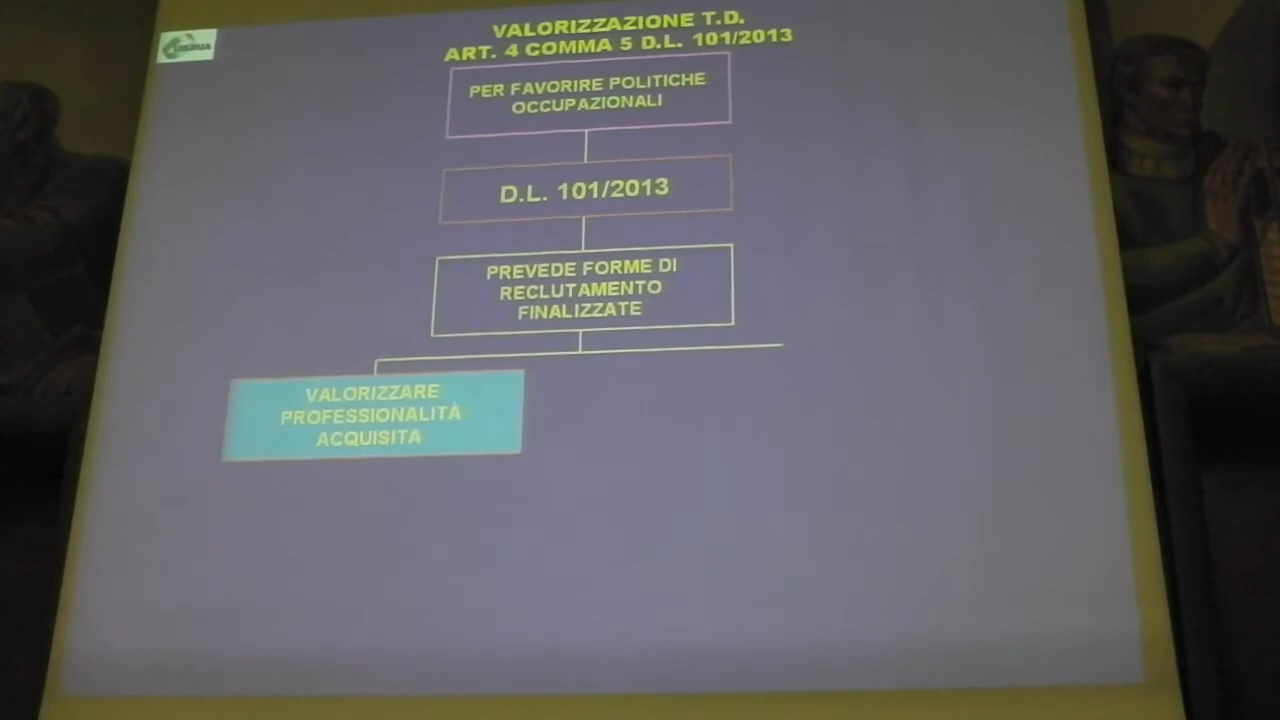 VALORIZZAZIONE T.D.
ART. 4 COMMA 5 D.L. 101/2013
PER FAVORIRE POLITICHE
OCCUPAZIONALI
D.L. 101/2013
PREVEDE FORME DI
RECLUTAMENTO
FINALIZZATE
VALORIZZARE
PROFESSIONALITÀ
ACQUISITA